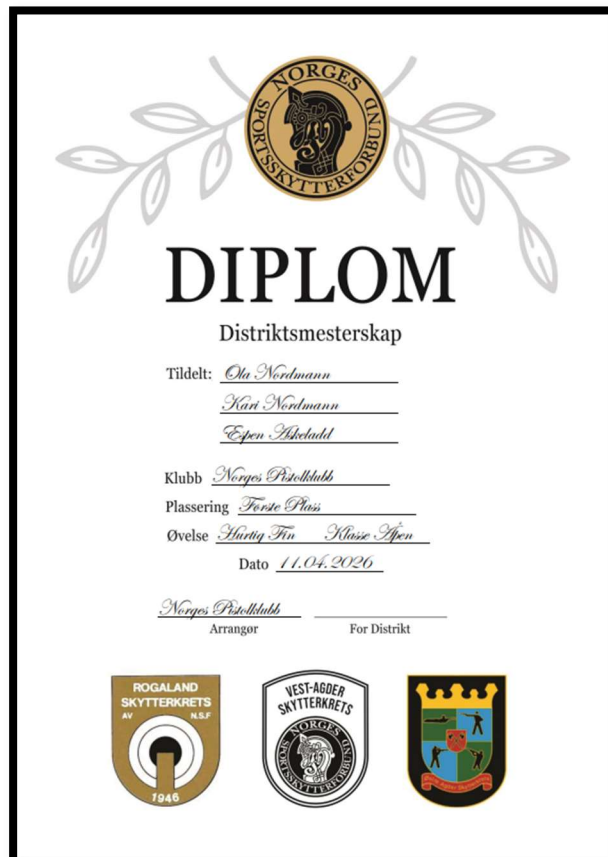 NORGES
SPORTSSKYTTERFORBUND
DIPLOM
Distriktsmesterskap
Tildelt: Ola Nordmann
Kari Nordmann
Espen Askeladd
Klubb Norges Pistolklubb
Plassering Første Plass
Øvelse Hurtig Fin Klasse Åpen
Dato 11.04.2026
Norges Pistolklubb
Arrangør For Distrikt
ROGALAND
SKYTTERKRETS
AV N.S.F
1946
VEST-AGDER
SKYTTERKRETS
NORGES
SPORTSSKYTTERFORBUND